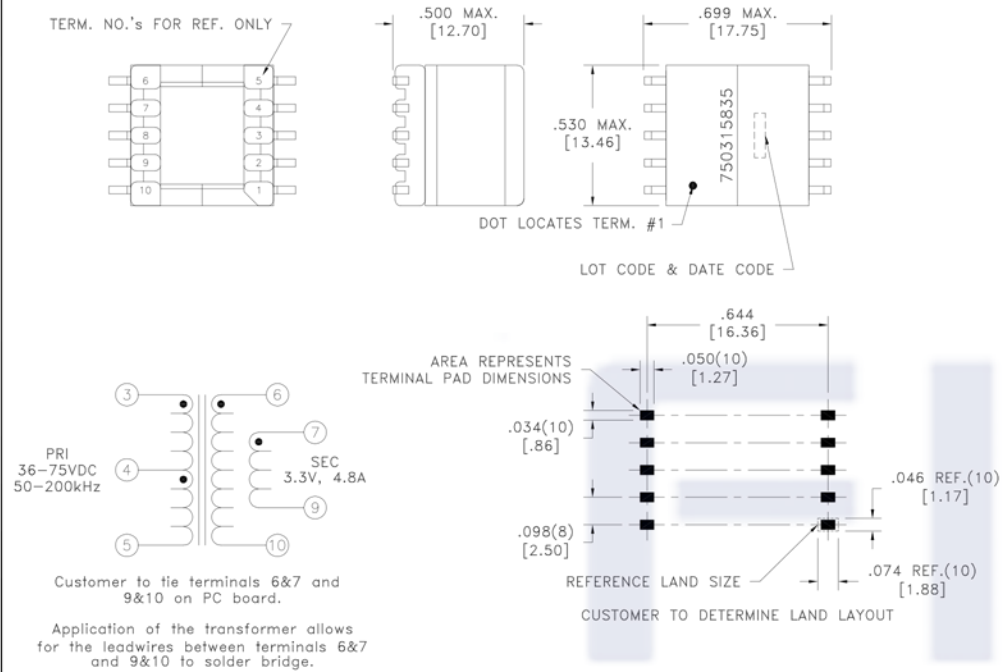 TERM. NO.'s FOR REF. ONLY
6
5
7
4
8
3
9
2
10
1
.500 MAX.
[12.70]
.699 MAX.
[17.75]
.530 MAX.
[13.46]
750315835
DOT LOCATES TERM. #1
LOT CODE & DATE CODE
.644
[16.36]
AREA REPRESENTS
TERMINAL PAD DIMENSIONS
.050(10)
[1.27]
.034(10)
[.86]
.098(8)
[2.50]
.046 REF.(10)
[1.17]
.074 REF.(10)
[1.88]
REFERENCE LAND SIZE
CUSTOMER TO DETERMINE LAND LAYOUT
3
6
7
PRI
36-75VDC
50-200kHz
4
SEC
3.3V, 4.8A
9
5
10
Customer to tie terminals 6&7 and
9&10 on PC board.
Application of the transformer allows
for the leadwires between terminals 6&7
and 9&10 to solder bridge.